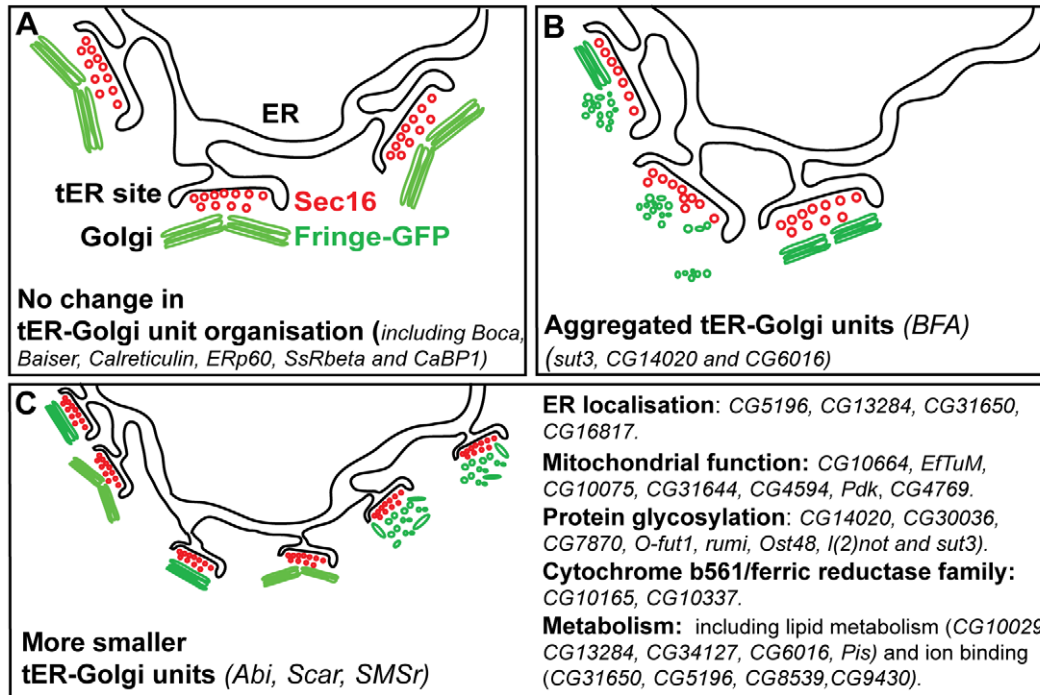 A
ER
tER site
Sec16
Golgi
Fringe-GFP
No change in
tER-Golgi unit organisation (including Boca,
Baiser, Calreticulin, ERp60, SsRbeta and CaBP1)
B
Aggregated tER-Golgi units (BFA)
(sut3, CG14020 and CG6016)
C
More smaller
tER-Golgi units (Abi, Scar, SMSr)
ER localisation: CG5196, CG13284, CG31650,
CG16817.
Mitochondrial function: CG10664, EfTuM,
CG10075, CG31644, CG4594, Pdk, CG4769.
Protein glycosylation: CG14020, CG30036,
CG7870, O-fut1, rumi, Ost48, l(2)not and sut3).
Cytochrome b561/ferric reductase family:
CG10165, CG10337.
Metabolism: including lipid metabolism (CG10029,
CG13284, CG34127, CG6016, Pis) and ion binding
(CG31650, CG5196, CG8539,CG9430).